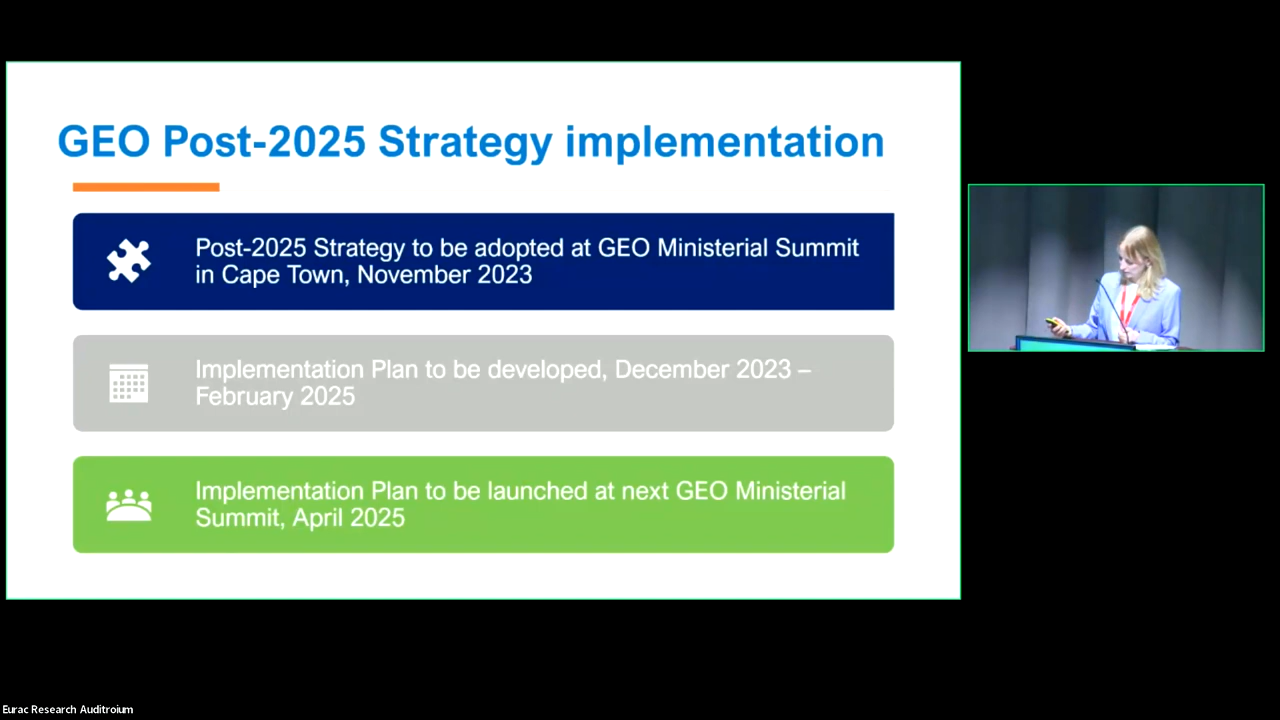 GEO Post-2025 Strategy implementation
Post-2025 Strategy to be adopted at GEO Ministerial Summit
in Cape Town, November 2023
Implementation Plan to be developed, December 2023 –
February 2025
Implementation Plan to be launched at next GEO Ministerial
Summit, April 2025
Eurac Research Auditroium